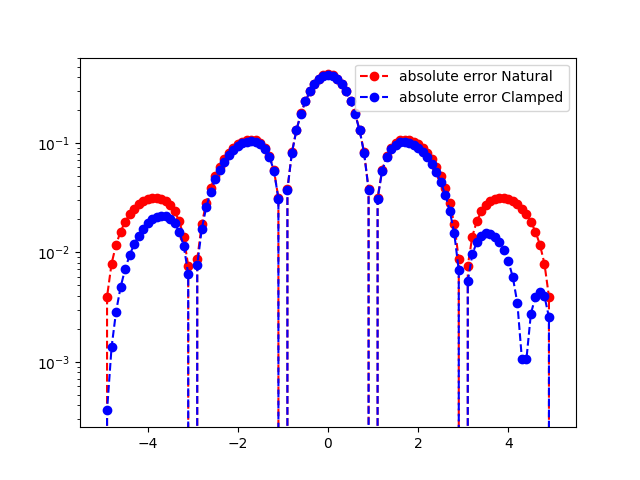 absolute error Natural
absolute error Clamped
10⁻¹
10⁻²
10⁻³
−4 −2 0 2 4